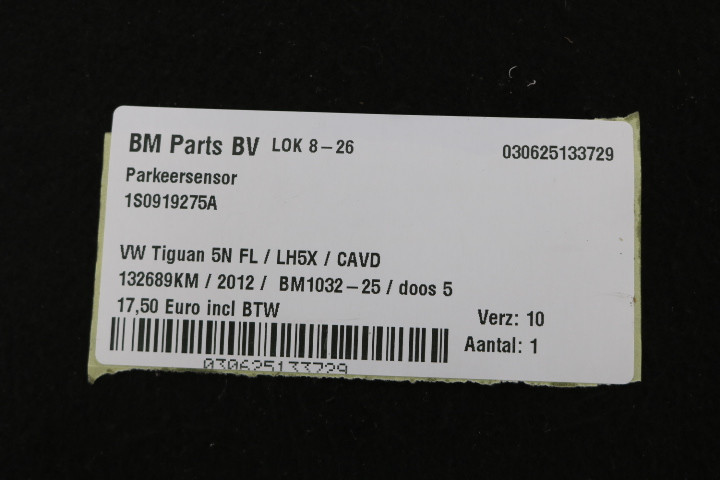 BM Parts BV LOK 8-26 030625133729
Parkeersensor
1S0919275A
VW Tiguan 5N FL / LH5X / CAVD
132689KM / 2012 / BM1032-25 / doos 5
17,50 Euro incl BTW
Verz: 10
Aantal: 1
030625133729